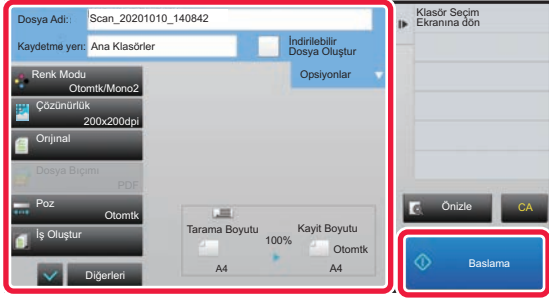 Dosya Adı::
Scan_20201010_140842
Kaydetme yeri:
Ana Klasörler
İndirilebilir
Dosya Oluştur
Opsiyonlar
Renk Modu
Otomtk/Mono2
Çözünürlük
200x200dpi
Orijinal
Dosya Biçimi
PDF
Poz
Otomtk
İş Oluştur
Diğerleri
Tarama Boyutu
100%
Kayit Boyutu
Otomtk
A4
A4
Klasör Seçim
Ekranına dön
Önizle
CA
Baslama